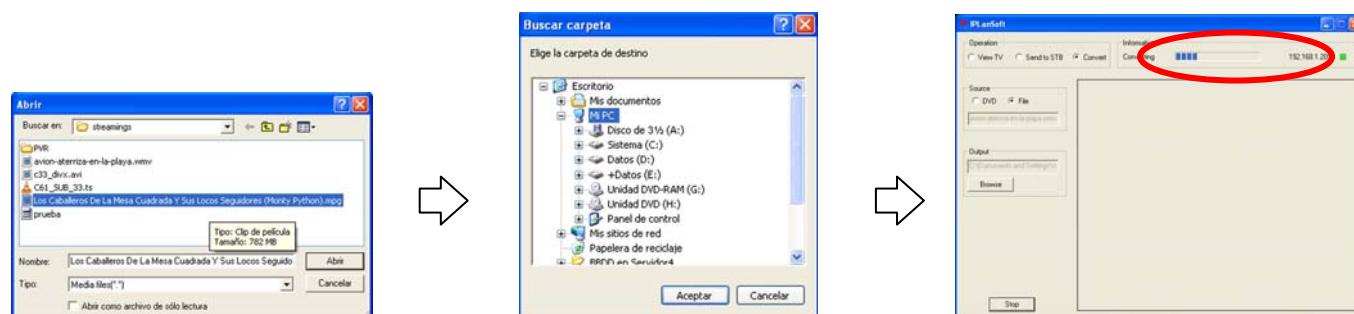 Abrir
Buscar en: streamings
PVR
avion-aterriza-en-la-playa.wmv
c33_divx.avi
C61_SUB_33.ts
Los Caballeros De La Mesa Cuadrada Y Sus Locos Seguidores (Monty Python).mpg
prueba
Tipo: Clip de película
Tamaño: 782 MB
Nombre: Los Caballeros De La Mesa Cuadrada Y Sus Locos Seguido Abrir
Tipo: Media files(*.*) Cancelar
Abrir como archivo de sólo lectura
Buscar carpeta
Elige la carpeta de destino
Escritorio
Mis documentos
Mi PC
Disco de 3½ (A:)
Sistema (C:)
Datos (D:)
+Datos (E:)
Unidad DVD-RAM (G:)
Unidad DVD (H:)
Panel de control
Mis sitios de red
Papelera de reciclaje
BBDD en Servidor4
Aceptar Cancelar
IPLanSoft
Operation
View TV Send to STB Convert
Converting 192.168.1.20
Source
DVD File
avion-aterriza-en-la-playa.wmv
Output
C:\Documents and Settings\
Browse
Stop